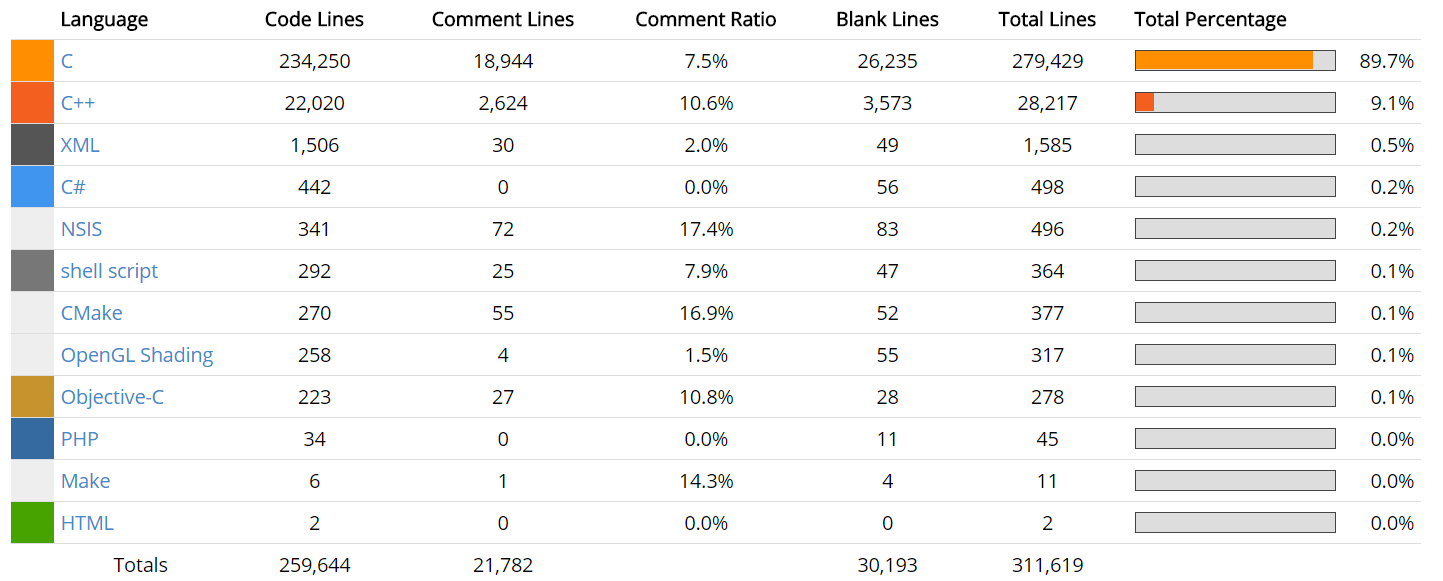 Language Code Lines Comment Lines Comment Ratio Blank Lines Total Lines Total Percentage
C 234,250 18,944 7.5% 26,235 279,429 89.7%
C++ 22,020 2,624 10.6% 3,573 28,217 9.1%
XML 1,506 30 2.0% 49 1,585 0.5%
C# 442 0 0.0% 56 498 0.2%
NSIS 341 72 17.4% 83 496 0.2%
shell script 292 25 7.9% 47 364 0.1%
CMake 270 55 16.9% 52 377 0.1%
OpenGL Shading 258 4 1.5% 55 317 0.1%
Objective-C 223 27 10.8% 28 278 0.1%
PHP 34 0 0.0% 11 45 0.0%
Make 6 1 14.3% 4 11 0.0%
HTML 2 0 0.0% 0 2 0.0%
Totals 259,644 21,782 30,193 311,619